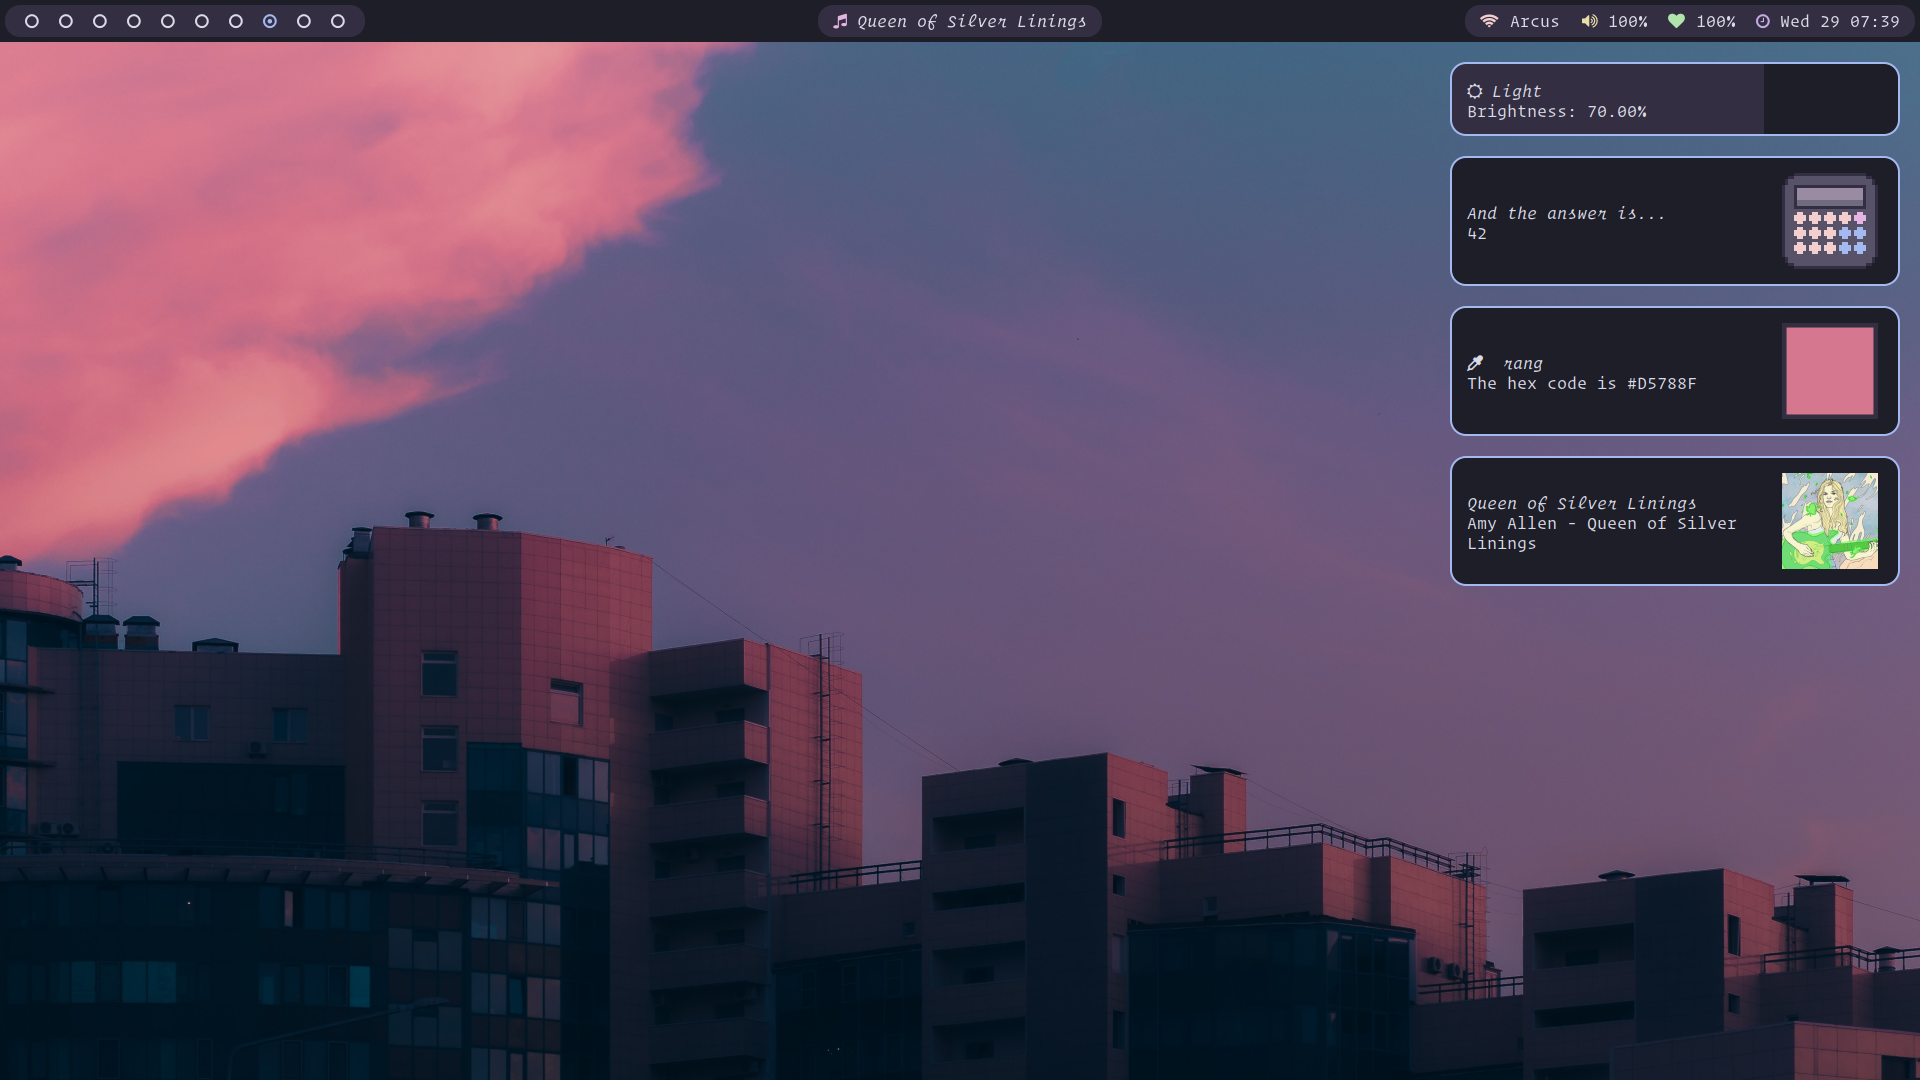 Queen of Silver Linings
Arcus 100% 100% Wed 29 07:39
Light
Brightness: 70.00%
And the answer is...
42
rang
The hex code is #D5788F
Queen of Silver Linings
Amy Allen - Queen of Silver
Linings